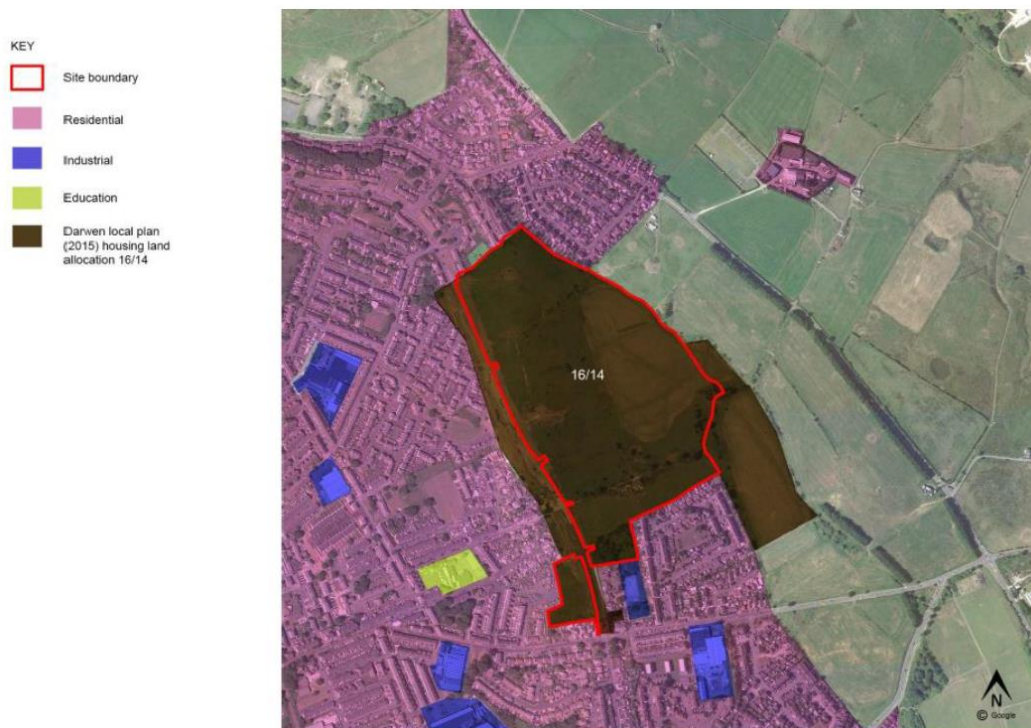 KEY
Site boundary
Residential
Industrial
Education
Darwen local plan
(2015) housing land
allocation 16/14
16/14
N
© Google